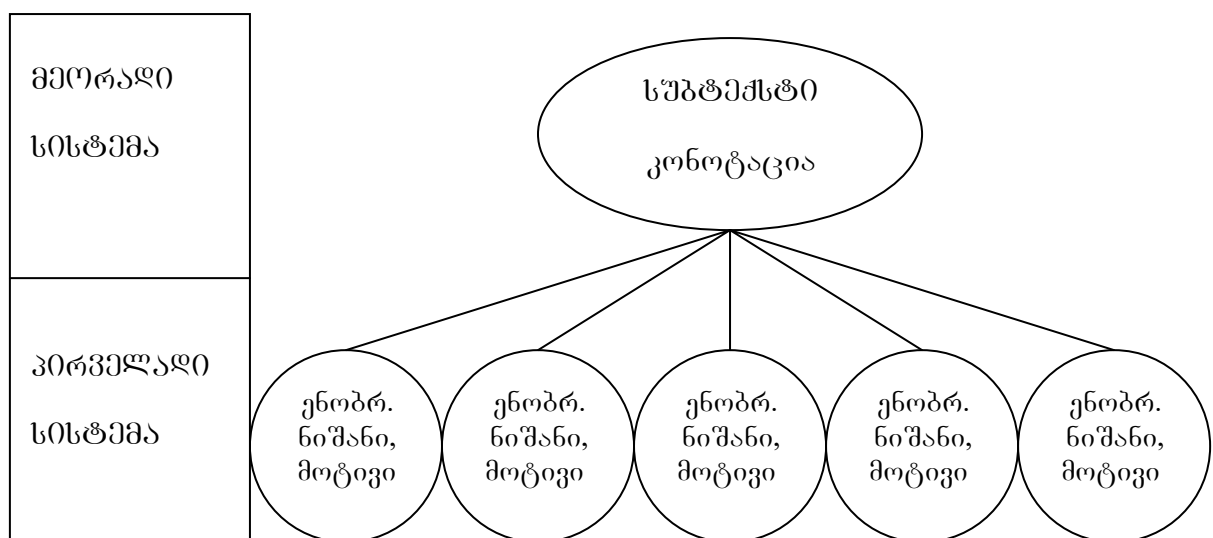 მეორადი
სისტემა
სუბტექსტი
კონოტაცია
პირველადი
სისტემა
ენობრ.
ნიშანი,
მოტივი
ენობრ.
ნიშანი,
მოტივი
ენობრ.
ნიშანი,
მოტივი
ენობრ.
ნიშანი,
მოტივი
ენობრ.
ნიშანი,
მოტივი